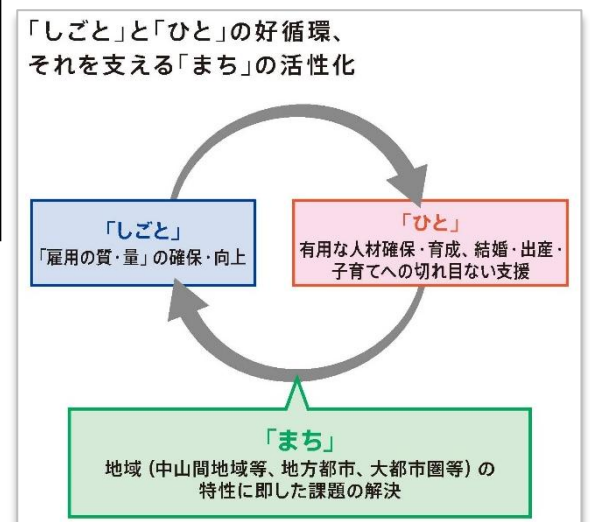 「しごと」と「ひと」の好循環、
それを支える「まち」の活性化
「しごと」
「雇用の質・量」の確保・向上
「ひと」
有用な人材確保・育成、結婚・出産・
子育てへの切れ目ない支援
「まち」
地域（中山間地域等、地方都市、大都市圏等）の
特性に即した課題の解決